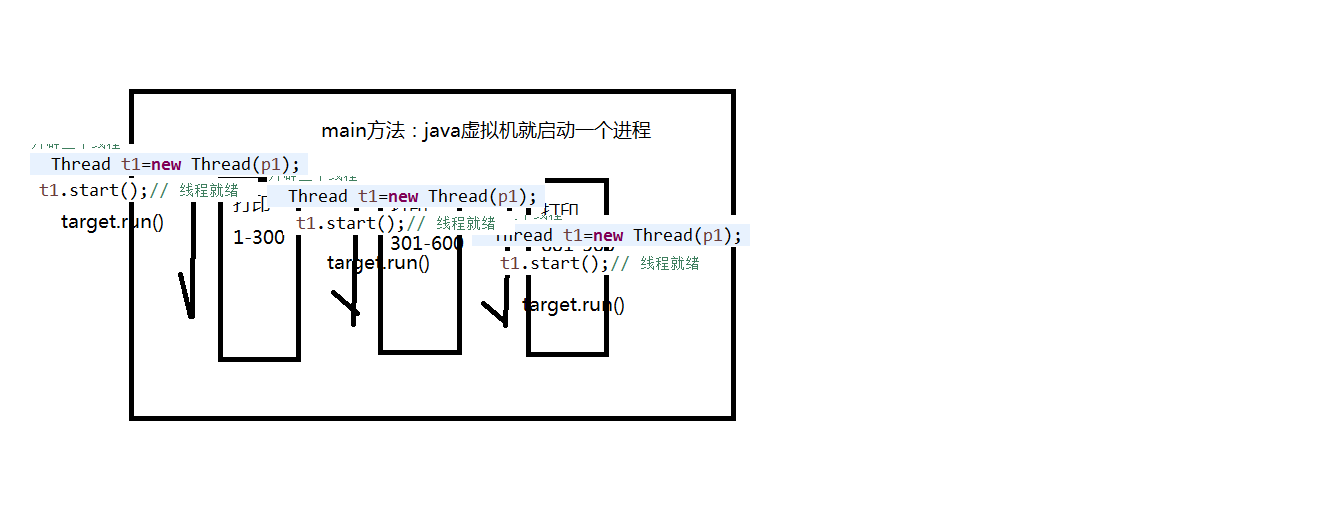 main方法：java虚拟机就启动一个进程
Thread t1=new Thread(p1);
t1.start();// 线程就绪
target.run()
打印
1-300
Thread t1=new Thread(p1);
t1.start();// 线程就绪
301-600
target.run()
打印
Thread t1=new Thread(p1);
t1.start();// 线程就绪
target.run()